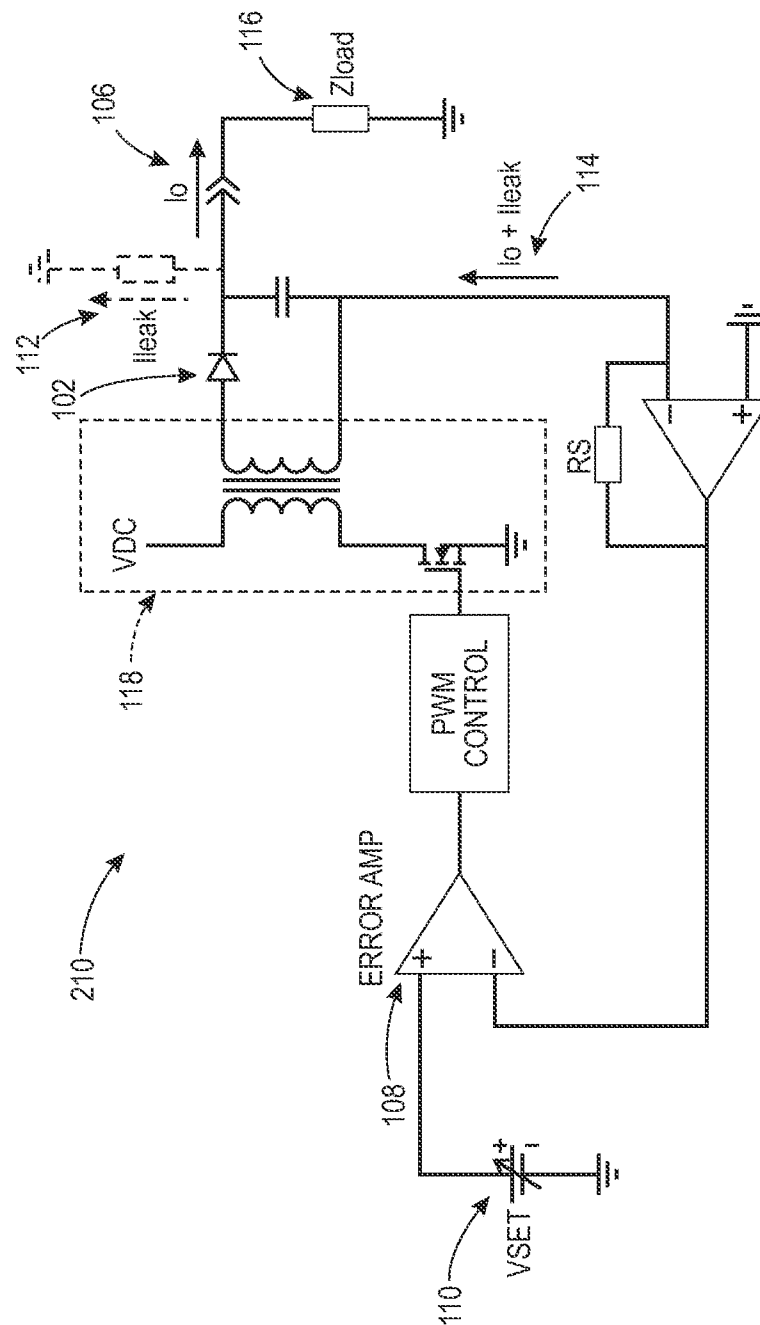 210
110
VSET
+
−
108
ERROR AMP
+
−
PWM
CONTROL
118
VDC
102
112
Ileak
Io
106
116
Zload
Io + Ileak
114
RS
−
+